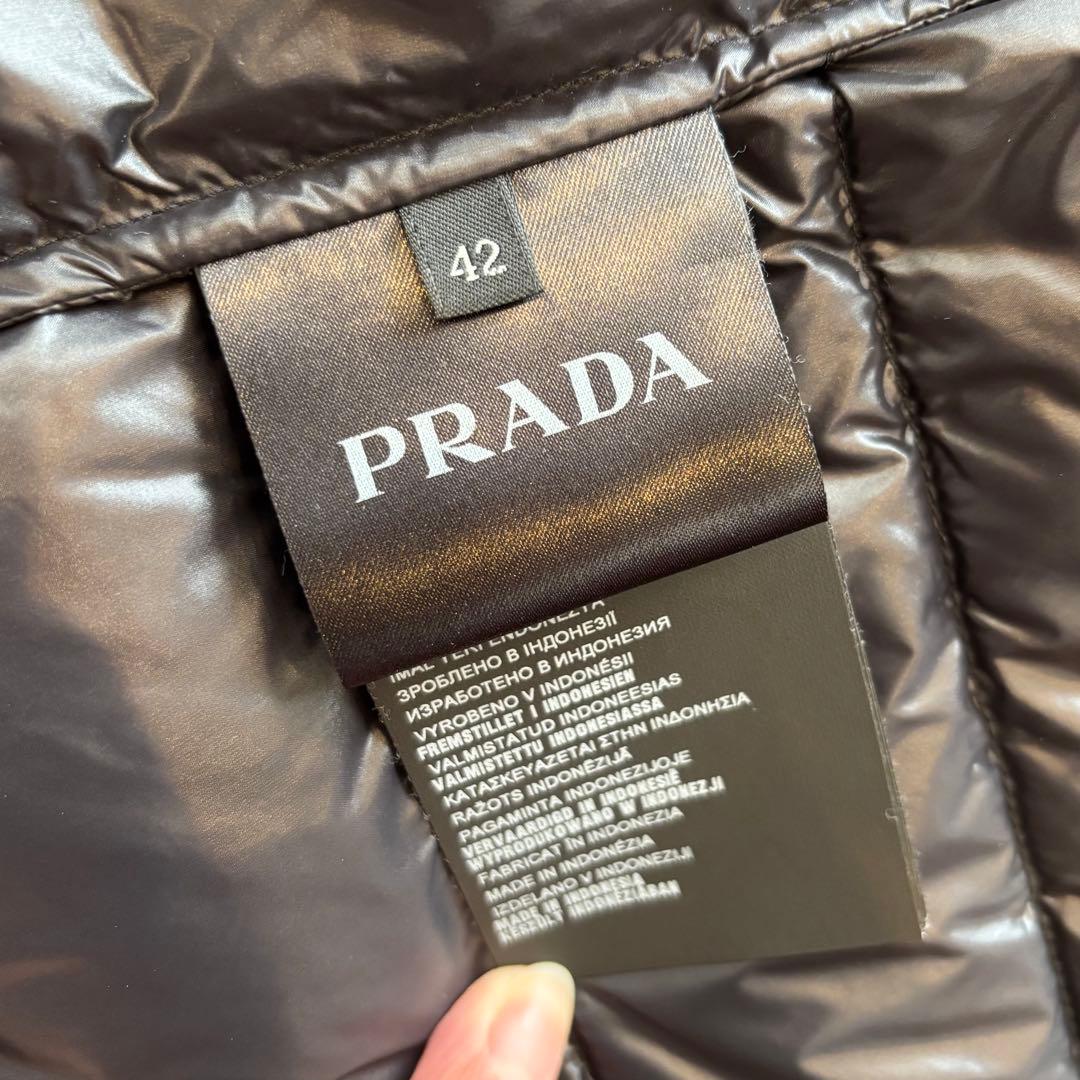 42
PRADA
ЗРОБЛЕНО В ІНДОНЕЗІЇ
ИЗРАБОТЕНО В ИНДОНЕЗИЯ
VYROBENO V INDONÉSII
FREMSTILLET I INDONESIEN
VALMISTATUD INDONEESIAS
VALMISTETTU INDONESIASSA
ΚΑΤΑΣΚΕΥΑΖΕΤΑΙ ΣΤΗΝ ΙΝΔΟΝΗΣΙΑ
RAŽOTS INDONĒZIJĀ
PAGAMINTA INDONEZIJOJE
VERVAARDIGD IN INDONESIË
WYPRODUKOWANO W INDONEZJI
FABRICAT ÎN INDONEZIA
MADE IN INDONÉZIA
IZDELANO V INDONEZIJI
MADE IN INDONESIA